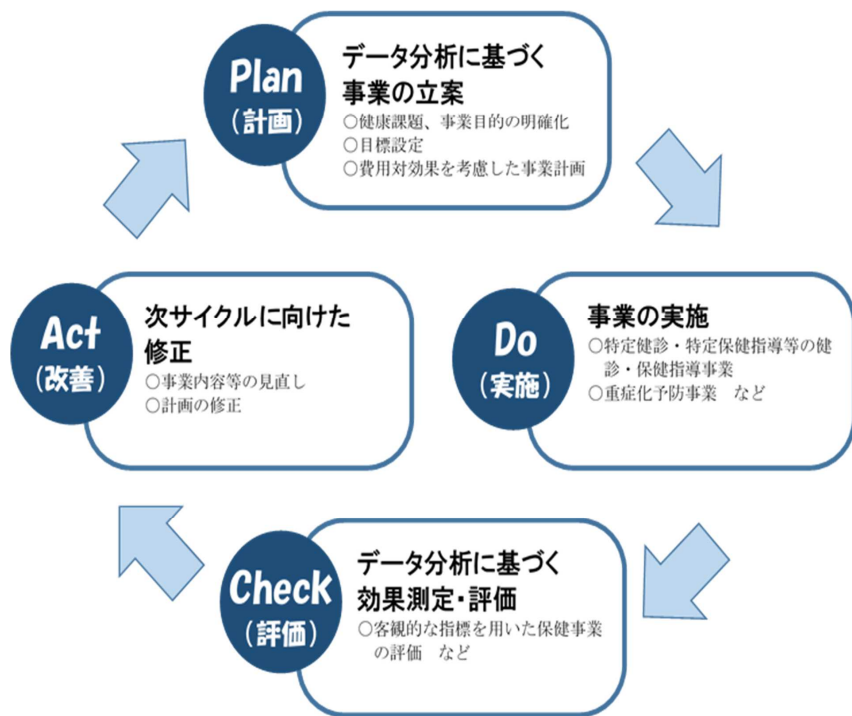 Plan
(計画)
データ分析に基づく
事業の立案
○健康課題、事業目的の明確化
○目標設定
○費用対効果を考慮した事業計画
Do
(実施)
事業の実施
○特定健診・特定保健指導等の健
診・保健指導事業
○重症化予防事業　など
Check
(評価)
データ分析に基づく
効果測定・評価
○客観的な指標を用いた保健事業
の評価　など
Act
(改善)
次サイクルに向けた
修正
○事業内容等の見直し
○計画の修正